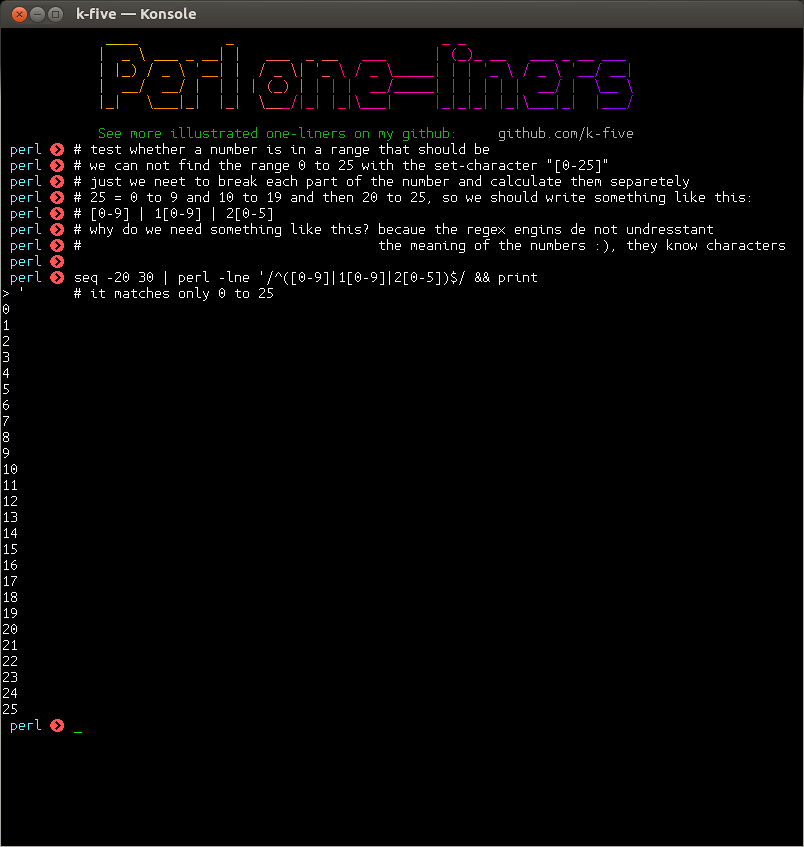 k-five — Konsole
Perl one-liners
See more illustrated one-liners on my github: github.com/k-five
perl # test whether a number is in a range that should be
perl # we can not find the range 0 to 25 with the set-character "[0-25]"
perl # just we neet to break each part of the number and calculate them separetely
perl # 25 = 0 to 9 and 10 to 19 and then 20 to 25, so we should write something like this:
perl # [0-9] | 1[0-9] | 2[0-5]
perl # why do we need something like this? becaue the regex engins de not undresstant
perl # the meaning of the numbers :), they know characters
perl
perl seq -20 30 | perl -lne '/^([0-9]|1[0-9]|2[0-5])$/ && print
> ' # it matches only 0 to 25
0
1
2
3
4
5
6
7
8
9
10
11
12
13
14
15
16
17
18
19
20
21
22
23
24
25
perl _